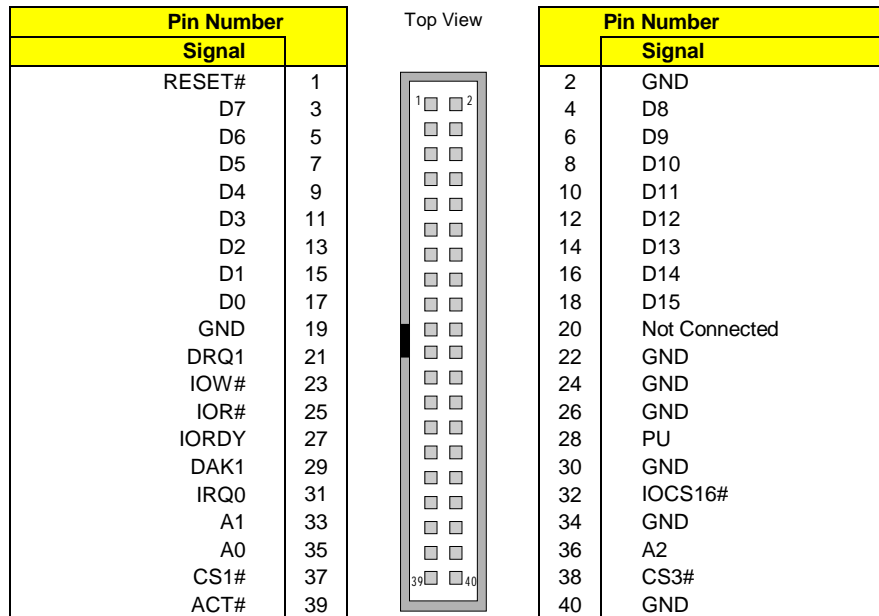 Pin Number Top View Pin Number
Signal Signal
RESET# 1 2 GND
1 2
D7 3 4 D8
D6 5 6 D9
D5 7 8 D10
D4 9 10 D11
D3 11 12 D12
D2 13 14 D13
D1 15 16 D14
D0 17 18 D15
GND 19 20 Not Connected
DRQ1 21 22 GND
IOW# 23 24 GND
IOR# 25 26 GND
IORDY 27 28 PU
DAK1 29 30 GND
IRQ0 31 32 IOCS16#
A1 33 34 GND
A0 35 36 A2
CS1# 37 38 CS3#
39 40
ACT# 39 40 GND